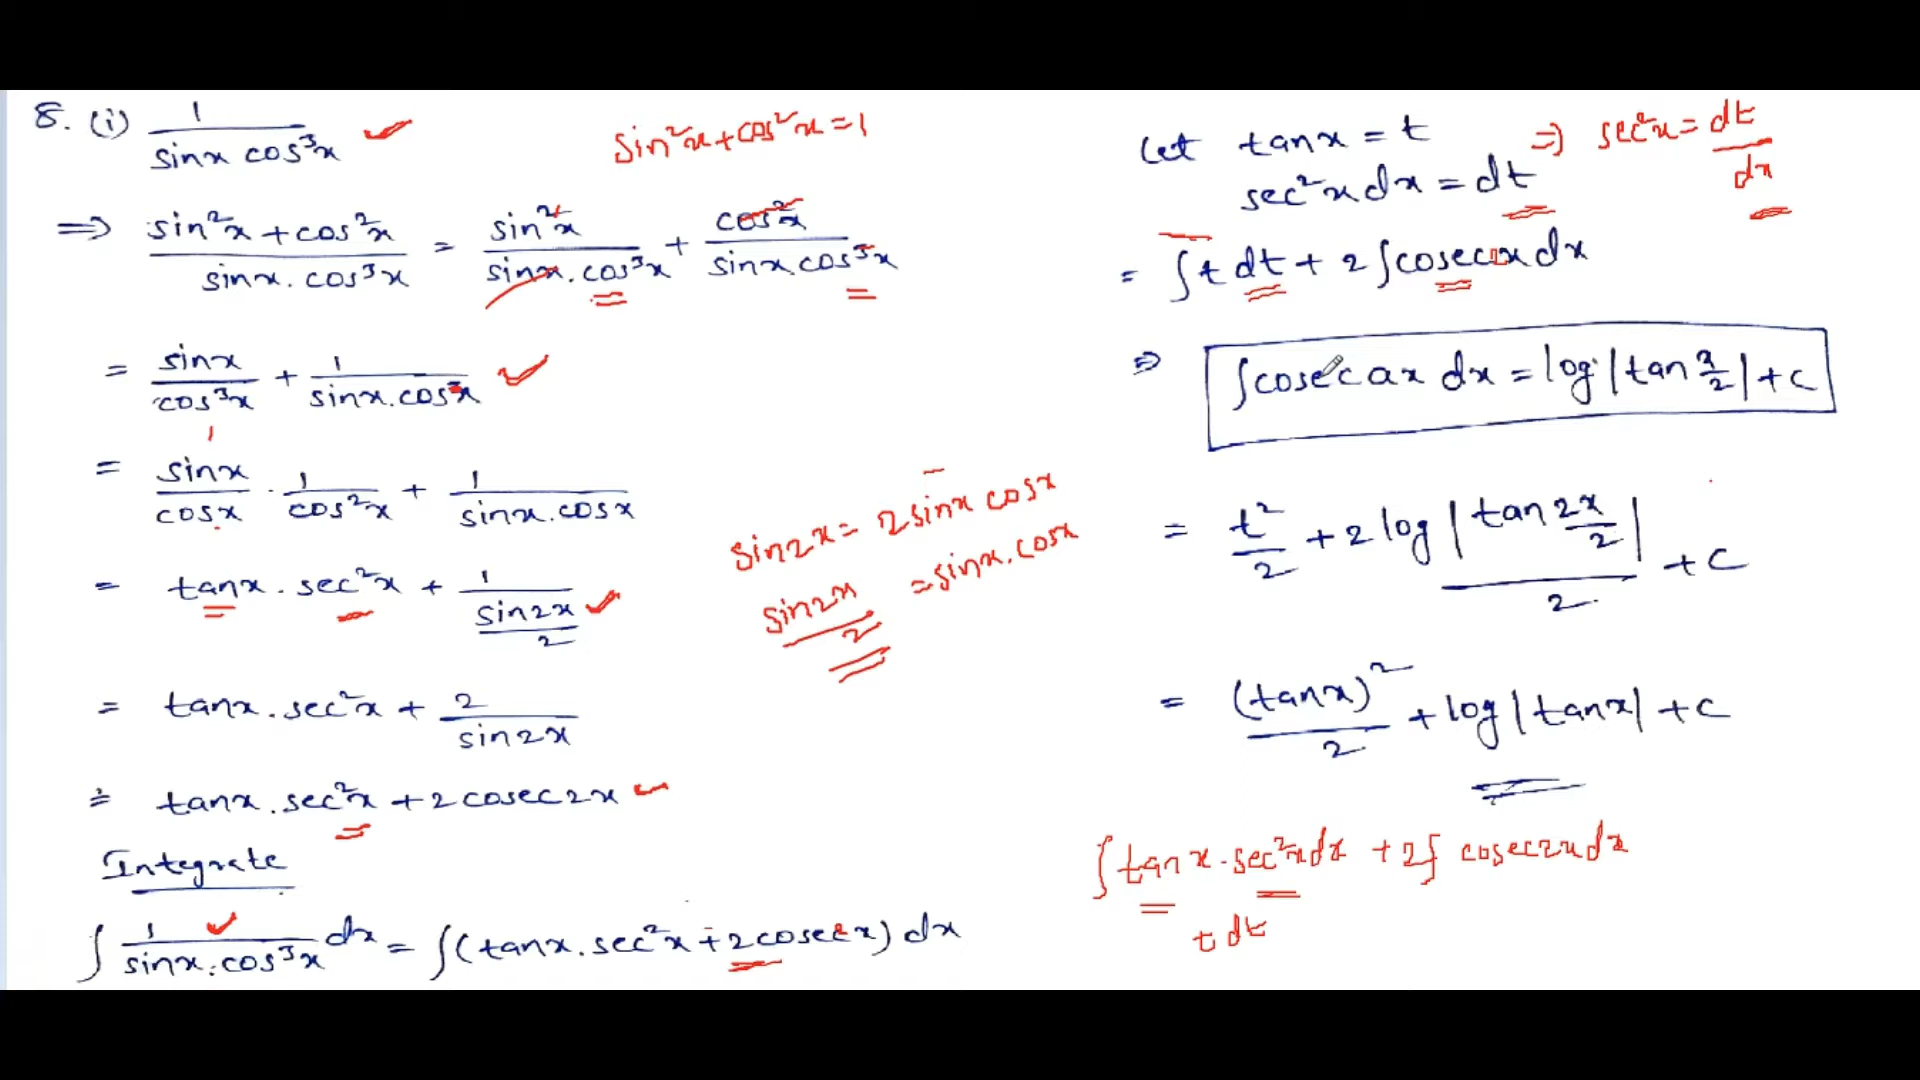 8. (i) 1/(sinx cos³x) ✓
sin²x+cos²x=1
⇒ (sin²x+cos²x)/(sinx.cos³x) = sin²x/(sinx.cos³x) + cos²x/(sinx.cos³x)
= sinx/cos³x + 1/(sinx.cosx) ✓
= sinx/cosx . 1/cos²x + 1/(sinx.cosx)
= tanx.sec²x + 1/(sin2x/2) ✓
sin2x = 2sinx cosx
sin2x/2 = sinx.cosx
= tanx.sec²x + 2/sin2x
= tanx.sec²x + 2cosec2x ✓
Integrate
∫ 1/(sinx.cos³x) dx = ∫(tanx.sec²x + 2cosec2x) dx
Let tanx = t ⇒ sec²x = dt/dx
sec²x dx = dt
= ∫t dt + 2∫cosec2x dx
⇒ ∫cosec ax dx = log|tan x/2| + c
= t²/2 + 2log|tan 2x/2|/2 + c
= (tanx)²/2 + log|tanx| + c
∫tanx.sec²x dx + 2∫ cosec2x dx
t dt